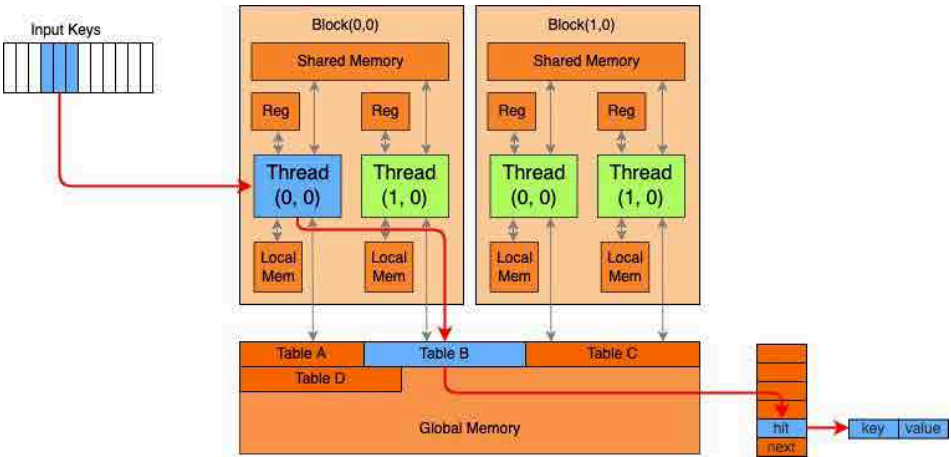 Input Keys
Block(0,0)
Block(1,0)
Shared Memory
Shared Memory
Reg
Reg
Reg
Reg
Thread
(0, 0)
Thread
(1, 0)
Thread
(0, 0)
Thread
(1, 0)
Local
Mem
Local
Mem
Local
Mem
Local
Mem
Table A
Table B
Table C
Table D
Global Memory
hit
next
key
value